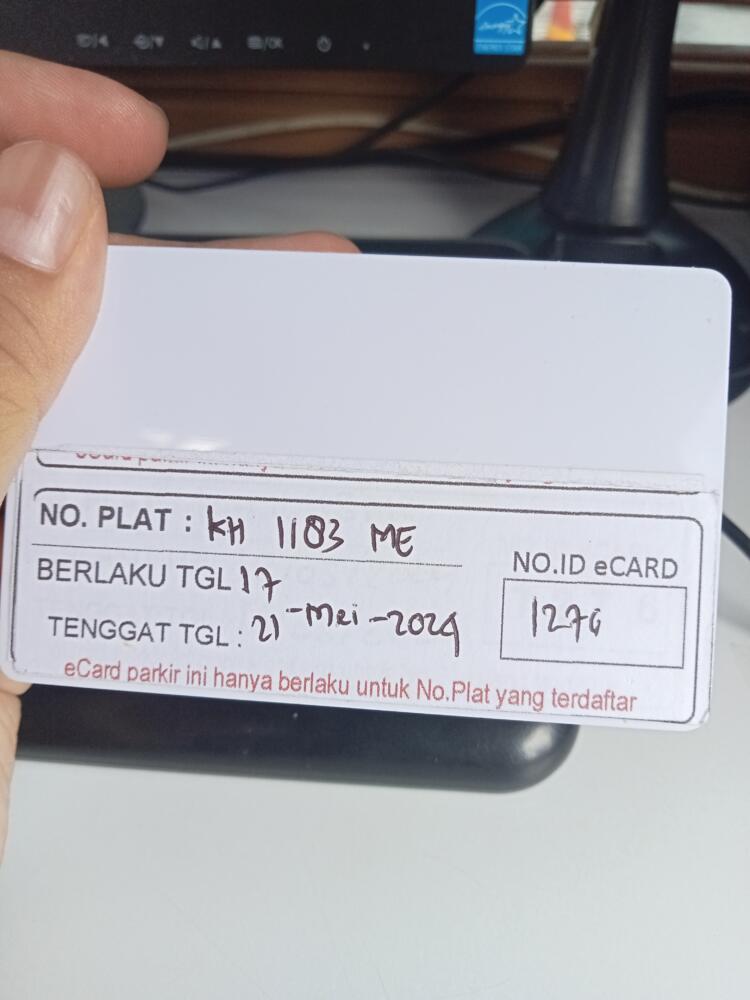 NO. PLAT : KH 1183 ME
BERLAKU TGL 17
TENGGAT TGL : 21 - Mei - 2024
NO.ID eCARD
1276
eCard parkir ini hanya berlaku untuk No.Plat yang terdaftar